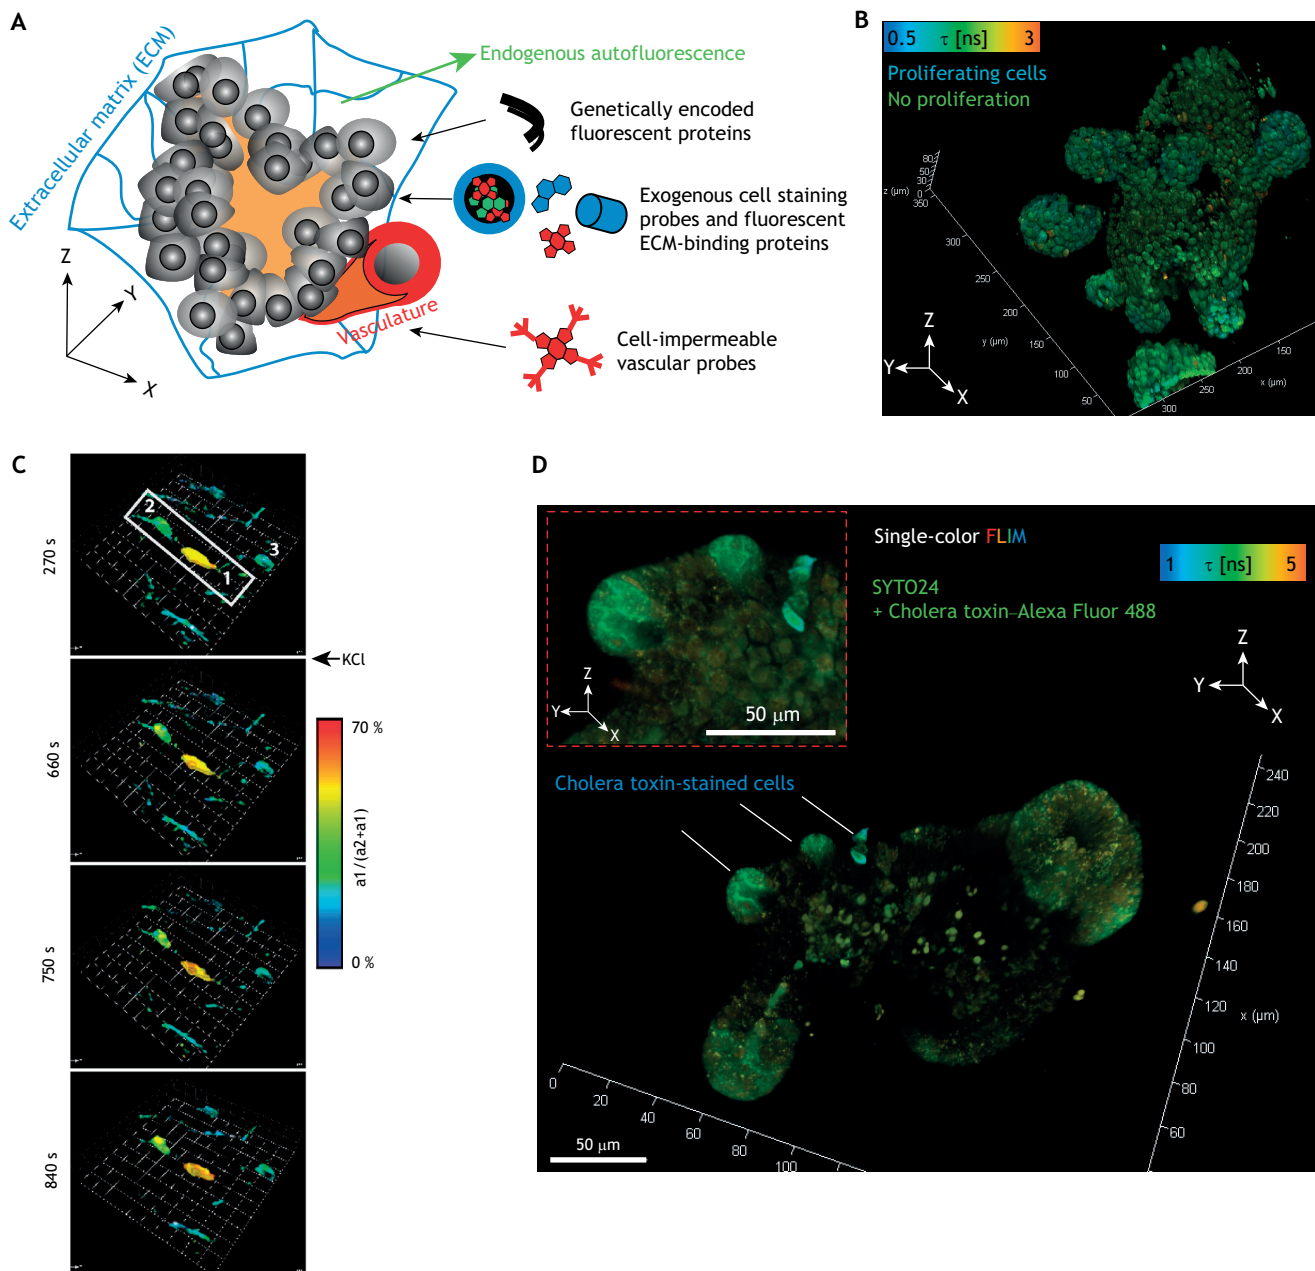 A
Extracellular matrix (ECM)
Endogenous autofluorescence
Genetically encoded
fluorescent proteins
Exogenous cell staining
probes and fluorescent
ECM-binding proteins
Vasculature
Cell-impermeable
vascular probes
Z
Y
X
B
0.5 τ [ns] 3
Proliferating cells
No proliferation
80
50
30
0
z (µm)
350
300
250
200
y (µm)
150
100
50
150
200
x (µm)
250
300
Z
Y
X
C
270 s
2
3
1
KCl
660 s
70 %
a1/(a2+a1)
0 %
750 s
840 s
D
Single-color FLIM
1 τ [ns] 5
SYTO24
+ Cholera toxin–Alexa Fluor 488
Z
Y
X
50 µm
Z
Y
X
Cholera toxin-stained cells
240
220
200
180
160
140
120
x (µm)
100
80
60
0
20
40
60
80
100
50 µm